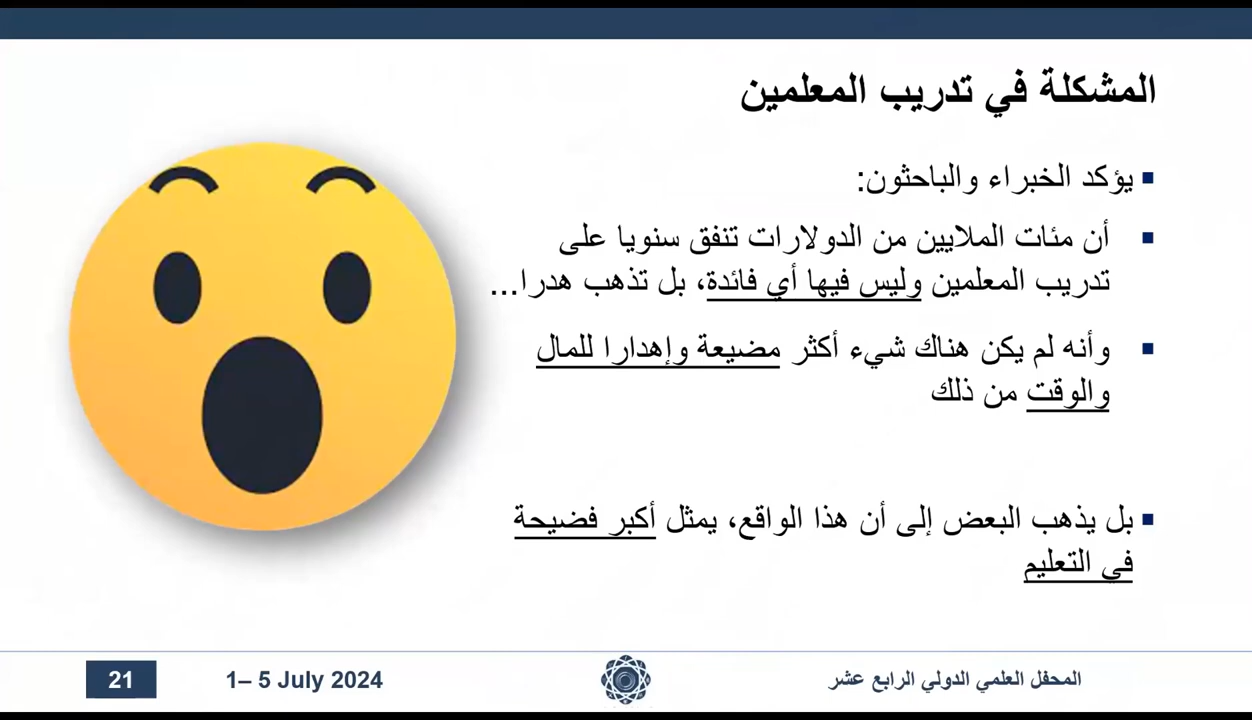 المشكلة في تدريب المعلمين
▪ يؤكد الخبراء والباحثون:
▪ أن مئات الملايين من الدولارات تنفق سنويا على
تدريب المعلمين وليس فيها أي فائدة، بل تذهب هدرا...
▪ وأنه لم يكن هناك شيء أكثر مضيعة وإهدارا للمال
والوقت من ذلك
▪ بل يذهب البعض إلى أن هذا الواقع، يمثل أكبر فضيحة
في التعليم
المحفل العلمي الدولي الرابع عشر
1– 5 July 2024
21